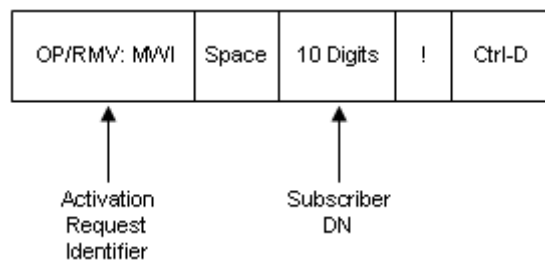 OP/RMV: MWI Space 10 Digits ! Ctrl-D
Activation
Request
Identifier
Subscriber
DN